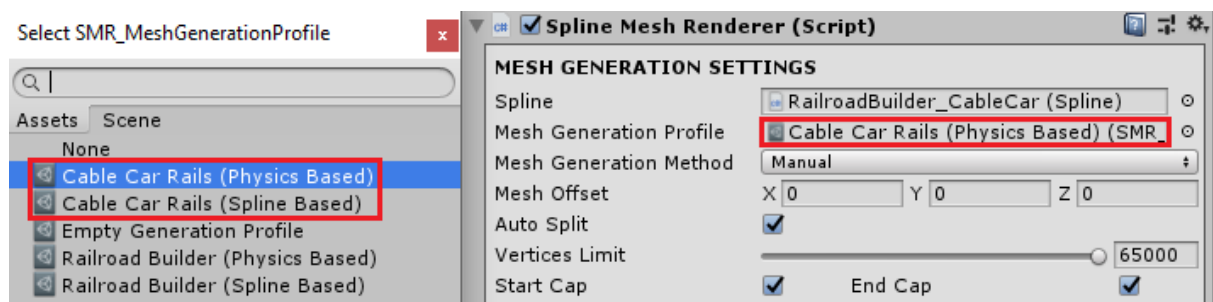 Select SMR_MeshGenerationProfile
x
Assets Scene
None
Cable Car Rails (Physics Based)
Cable Car Rails (Spline Based)
Empty Generation Profile
Railroad Builder (Physics Based)
Railroad Builder (Spline Based)
c# Spline Mesh Renderer (Script)
MESH GENERATION SETTINGS
Spline RailroadBuilder_CableCar (Spline)
Mesh Generation Profile Cable Car Rails (Physics Based) (SMR_
Mesh Generation Method Manual
Mesh Offset X 0 Y 0 Z 0
Auto Split
Vertices Limit 65000
Start Cap End Cap